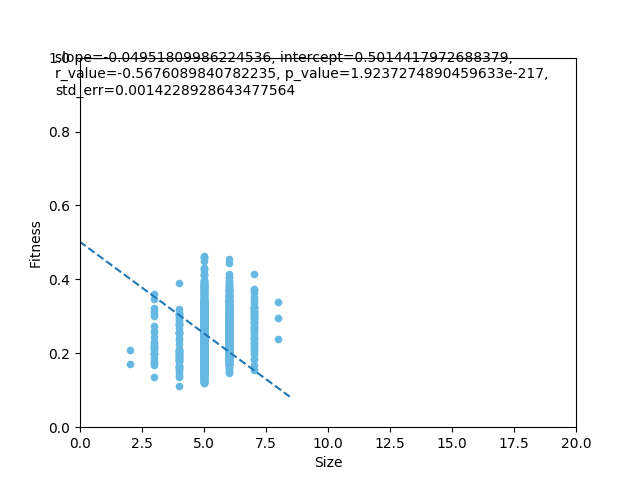 slope=-0.04951809986224536, intercept=0.5014417972688379,
r_value=-0.5676089840782235, p_value=1.9237274890459633e-217,
std_err=0.0014228928643477564
1.0
0.8
0.6
0.4
0.2
0.0
Fitness
0.0 2.5 5.0 7.5 10.0 12.5 15.0 17.5 20.0
Size